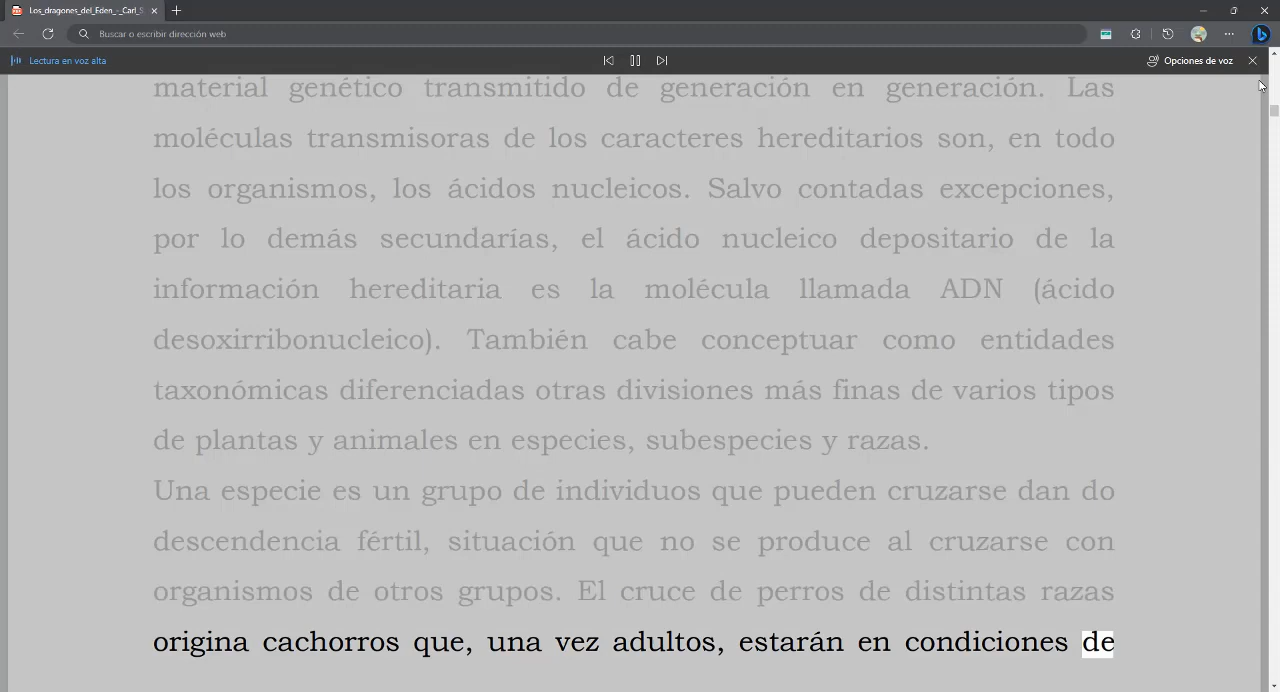 Los_dragones_del_Eden_-_Carl_S
Buscar o escribir dirección web
Lectura en voz alta
Opciones de voz
material genético transmitido de generación en generación. Las
moléculas transmisoras de los caracteres hereditarios son, en todo
los organismos, los ácidos nucleicos. Salvo contadas excepciones,
por lo demás secundarías, el ácido nucleico depositario de la
información hereditaria es la molécula llamada ADN (ácido
desoxirribonucleico). También cabe conceptuar como entidades
taxonómicas diferenciadas otras divisiones más finas de varios tipos
de plantas y animales en especies, subespecies y razas.
Una especie es un grupo de individuos que pueden cruzarse dan do
descendencia fértil, situación que no se produce al cruzarse con
organismos de otros grupos. El cruce de perros de distintas razas
origina cachorros que, una vez adultos, estarán en condiciones de